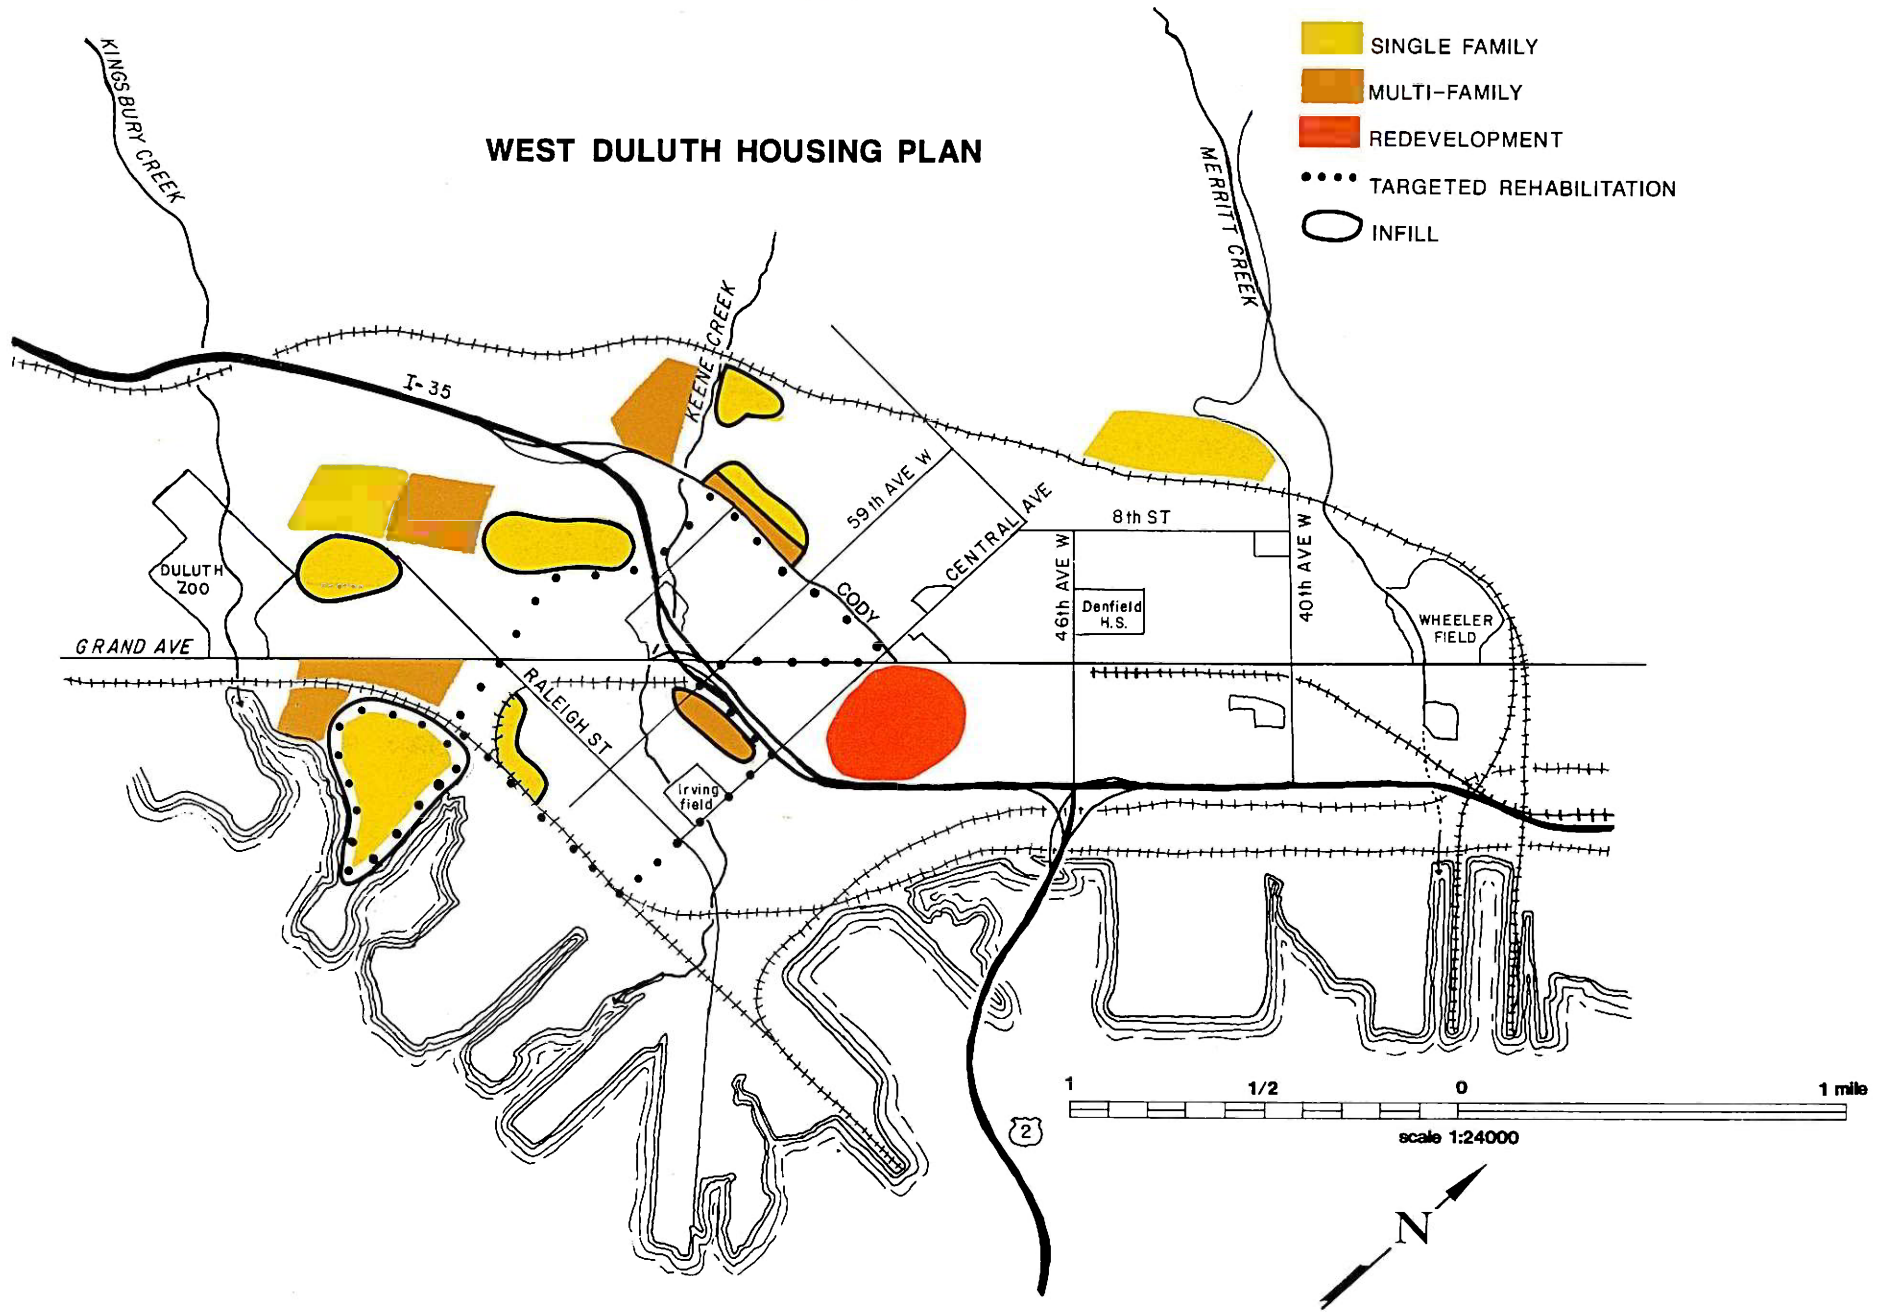 WEST DULUTH HOUSING PLAN
SINGLE FAMILY
MULTI-FAMILY
REDEVELOPMENT
TARGETED REHABILITATION
INFILL
KINGSBURY CREEK
MERRITT CREEK
KEENE CREEK
I-35
59th AVE W
CENTRAL AVE
8th ST
46th AVE W
40th AVE W
DULUTH
ZOO
CODY
Denfield
H.S.
WHEELER
FIELD
GRAND AVE
RALEIGH ST
Irving
field
1 1/2 0 1 mile
scale 1:24000
2
N